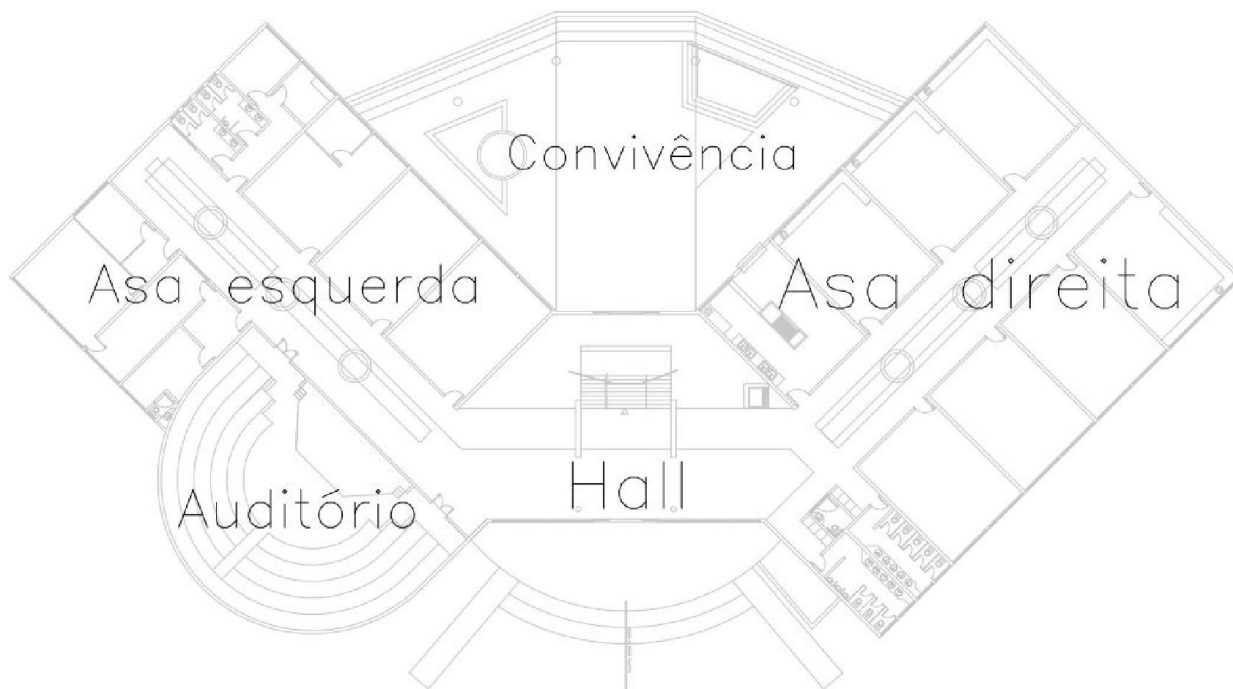 Convivência
Asa esquerda
Asa direita
Hall
Auditório